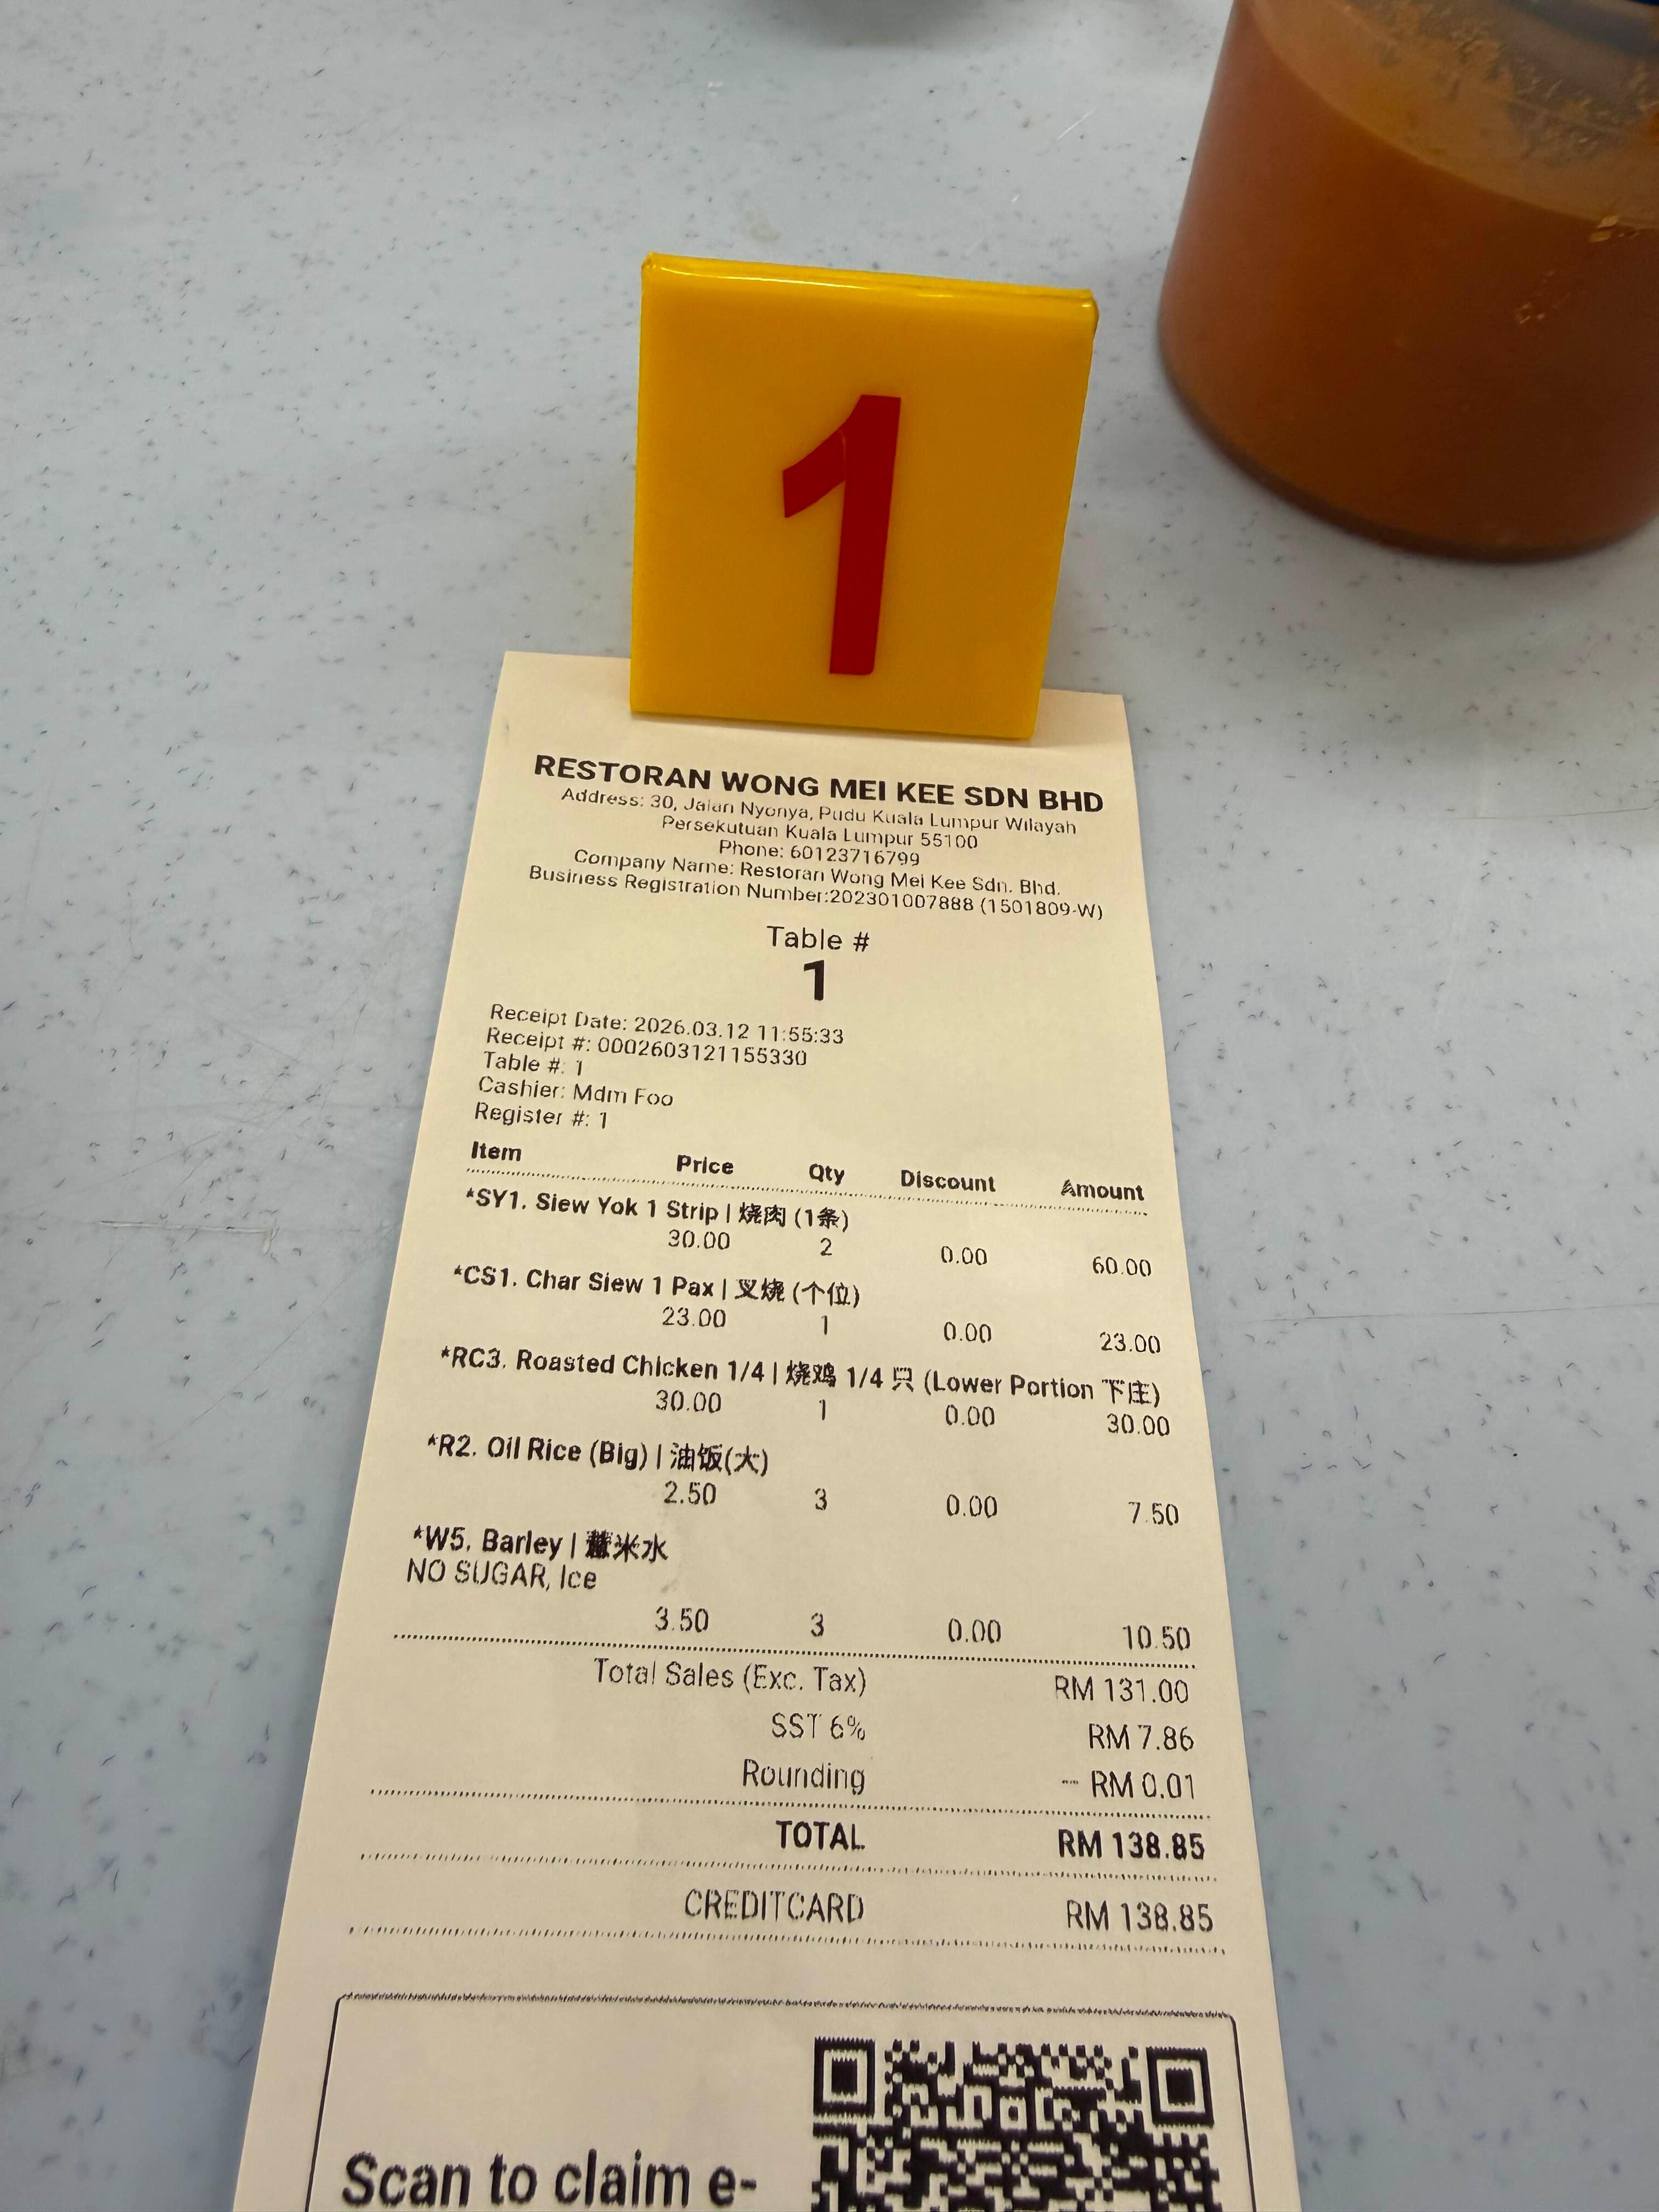 1
RESTORAN WONG MEI KEE SDN BHD
Address: 30, Jalan Nyonya, Pudu Kuala Lumpur Wilayah
Persekutuan Kuala Lumpur 55100
Phone: 60123716799
Company Name: Restoran Wong Mei Kee Sdn. Bhd.
Business Registration Number:202301007888 (1501809-W)
Table #
1
Receipt Date: 2026.03.12 11:55:33
Receipt #: 0002603121155330
Table #: 1
Cashier: Mdm Foo
Register #: 1
Item Price Qty Discount Amount
*SY1. Siew Yok 1 Strip | 烧肉 (1条)
30.00 2 0.00 60.00
*CS1. Char Siew 1 Pax | 叉烧 (个位)
23.00 1 0.00 23.00
*RC3. Roasted Chicken 1/4 | 烧鸡 1/4 只 (Lower Portion 下庄)
30.00 1 0.00 30.00
*R2. Oil Rice (Big) | 油饭(大)
2.50 3 0.00 7.50
*W5. Barley | 薏米水
NO SUGAR, Ice
3.50 3 0.00 10.50
Total Sales (Exc. Tax) RM 131.00
SST 6% RM 7.86
Rounding - RM 0.01
TOTAL RM 138.85
CREDITCARD RM 138.85
Scan to claim e-